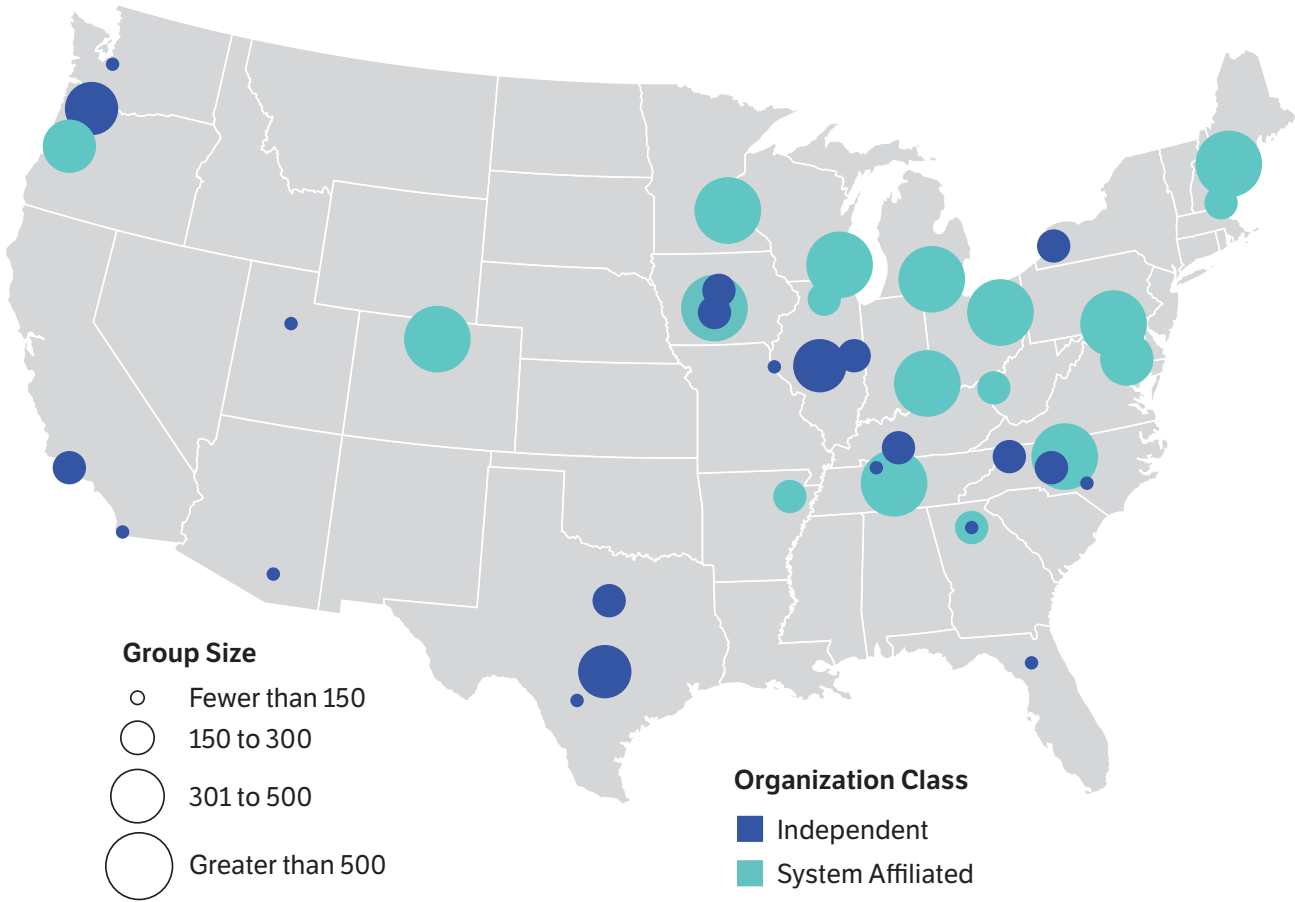 Group Size
Fewer than 150
150 to 300
301 to 500
Greater than 500
Organization Class
Independent
System Affiliated